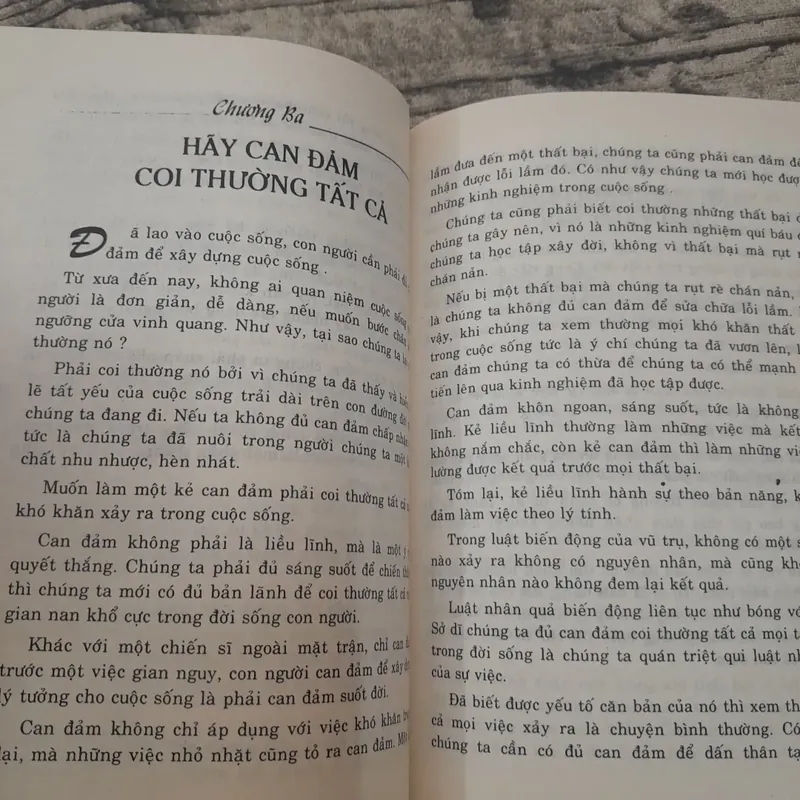 Chương Ba
HÃY CAN ĐẢM
COI THƯỜNG TẤT CẢ
Đã lao vào cuộc sống, con người cần phải đủ
đảm để xây dựng cuộc sống .
Từ xưa đến nay, không ai quan niệm cuộc sống
người là đơn giản, dễ dàng, nếu muốn bước chân
ngưỡng cửa vinh quang. Như vậy, tại sao chúng ta
thường nó ?
Phải coi thường nó bởi vì chúng ta đã thấy và
lẽ tất yếu của cuộc sống trải dài trên con đường
chúng ta đang đi. Nếu ta không đủ can đảm chấp nhận
tức là chúng ta đã nuôi trong người chúng ta một
chất nhu nhược, hèn nhát.
Muốn làm một kẻ can đảm phải coi thường tất cả
khó khăn xảy ra trong cuộc sống.
Can đảm không phải là liều lĩnh, mà là một ý
quyết thắng. Chúng ta phải đủ sáng suốt để chiến
thì chúng ta mới có đủ bản lãnh để coi thường tất cả
gian nan khổ cực trong đời sống con người.
Khác với một chiến sĩ ngoài mặt trận, chỉ can
trước một việc gian nguy, con người can đảm để xây
lý tưởng cho cuộc sống là phải can đảm suốt đời.
Can đảm không chỉ áp dụng với việc khó khăn
lại, mà những việc nhỏ nhặt cũng tỏ ra can đảm. Một
lầm đưa đến một thất bại, chúng ta cũng phải can đảm để
nhận được lỗi lầm đó. Có như vậy chúng ta mới học
những kinh nghiệm trong cuộc sống .
Chúng ta cũng phải biết coi thường những thất bại
chúng ta gây nên, vì nó là những kinh nghiệm quí báu
chúng ta học tập xây đời, không vì thất bại mà rụt
chán nản.
Nếu bị một thất bại mà chúng ta rụt rè chán nản,
là chúng ta không đủ can đảm để sửa chữa lỗi lầm.
vậy, khi chúng ta xem thường mọi khó khăn thất
trong cuộc sống tức là ý chí chúng ta đã vươn lên,
can đảm chúng ta có thừa để chúng ta có thể mạnh
tiến lên qua kinh nghiệm đã học tập được.
Can đảm khôn ngoan, sáng suốt, tức là không
lĩnh. Kẻ liều lĩnh thường làm những việc mà kết
không nắm chắc, còn kẻ can đảm thì làm những
lường được kết quả trước mọi thất bại.
Tóm lại, kẻ liều lĩnh hành sự theo bản năng,
đảm làm việc theo lý tính.
Trong luật biến động của vũ trụ, không có một
nào xảy ra không có nguyên nhân, mà cũng
nguyên nhân nào không đem lại kết quả.
Luật nhân quả biến động liên tục như bóng
Sở dĩ chúng ta đủ can đảm coi thường tất cả mọi
trong đời sống là chúng ta quán triệt qui luật
của sự việc.
Đã biết được yếu tố căn bản của nó thì xem
cả mọi việc xảy ra là chuyện bình thường. Có
chúng ta cần có đủ can đảm để dấn thân